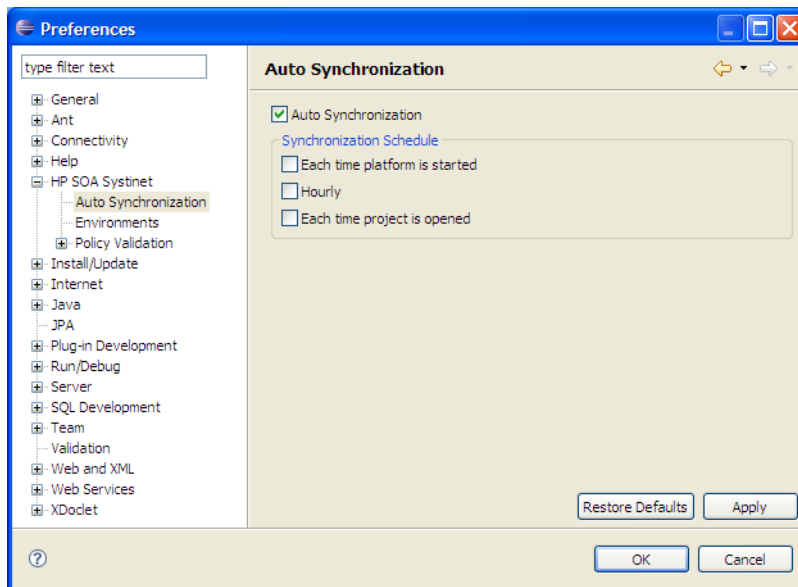 Preferences
type filter text
General
Ant
Connectivity
Help
HP SOA Systinet
Auto Synchronization
Environments
Policy Validation
Install/Update
Internet
Java
JPA
Plug-in Development
Run/Debug
Server
SQL Development
Team
Validation
Web and XML
Web Services
XDoclet
Auto Synchronization
Auto Synchronization
Synchronization Schedule
Each time platform is started
Hourly
Each time project is opened
Restore Defaults Apply
? OK Cancel